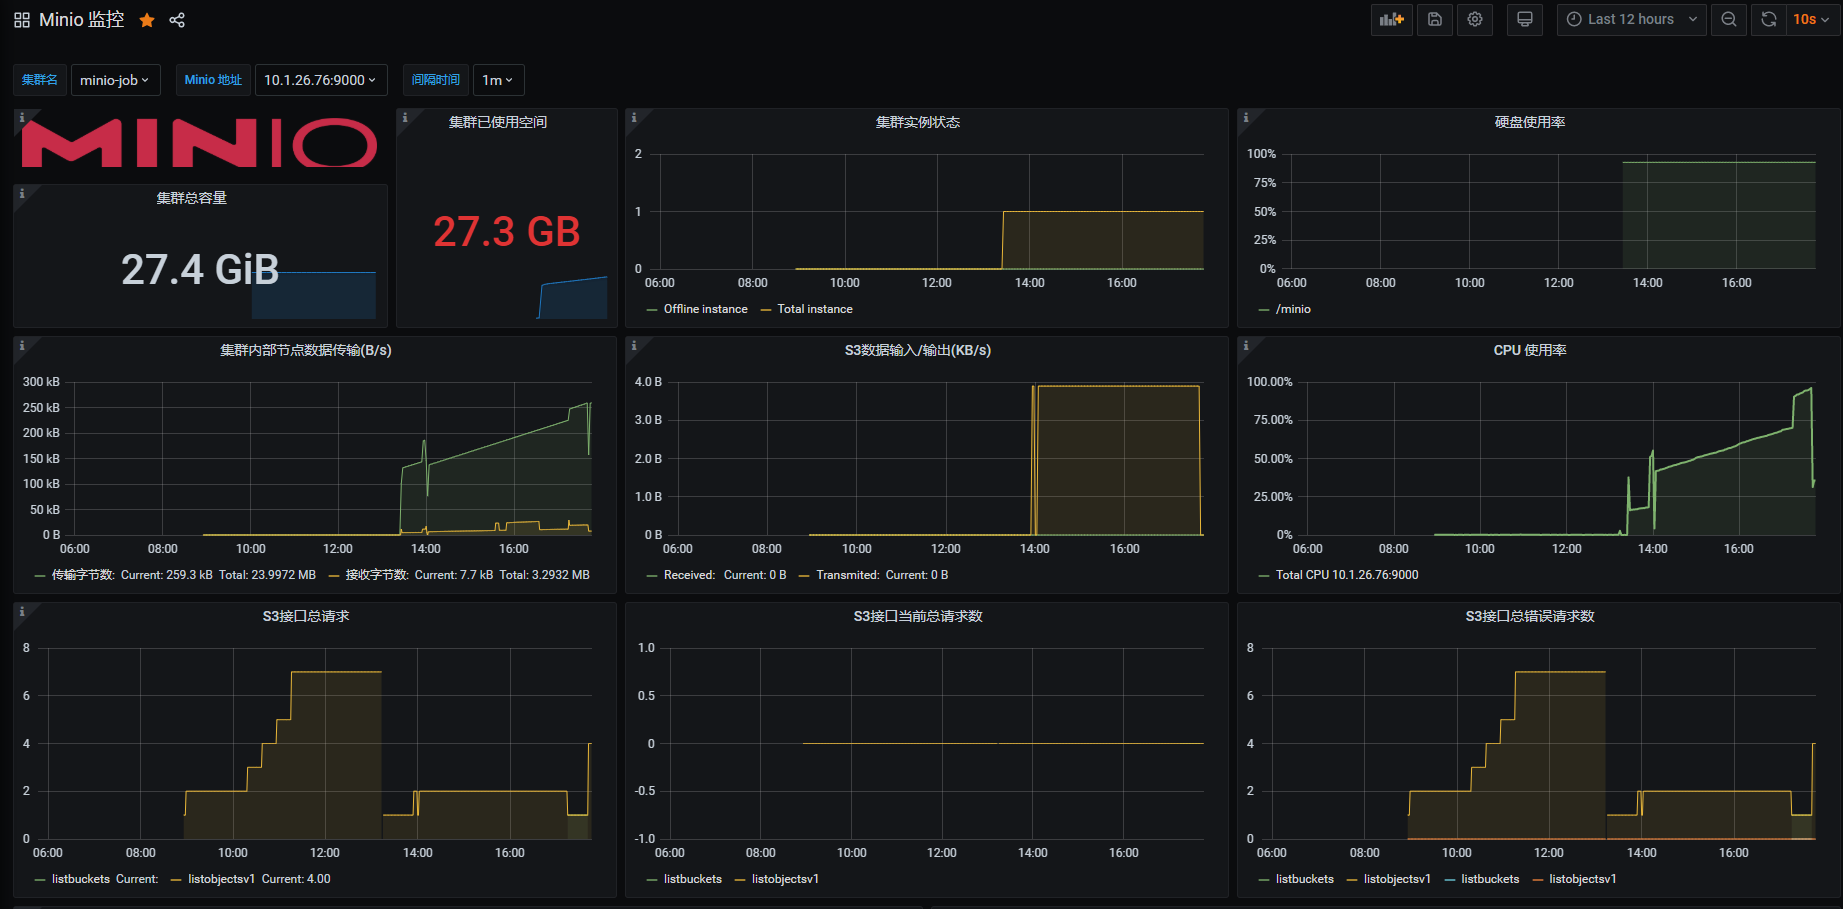 Minio 监控
Last 12 hours
10s
集群名
minio-job
Minio 地址
10.1.26.76:9000
间隔时间
1m
MINIO
集群总容量
27.4 GiB
集群已使用空间
27.3 GB
集群实例状态
2
1
0
06:00 08:00 10:00 12:00 14:00 16:00
Offline instance Total instance
硬盘使用率
100%
75%
50%
25%
0%
06:00 08:00 10:00 12:00 14:00 16:00
/minio
集群内部节点数据传输(B/s)
300 kB
250 kB
200 kB
150 kB
100 kB
50 kB
0 B
06:00 08:00 10:00 12:00 14:00 16:00
传输字节数: Current: 259.3 kB Total: 23.9972 MB 接收字节数: Current: 7.7 kB Total: 3.2932 MB
S3数据输入/输出(KB/s)
4.0 B
3.0 B
2.0 B
1.0 B
0 B
06:00 08:00 10:00 12:00 14:00 16:00
Received: Current: 0 B Transmited: Current: 0 B
CPU 使用率
100.00%
75.00%
50.00%
25.00%
0%
06:00 08:00 10:00 12:00 14:00 16:00
Total CPU 10.1.26.76:9000
S3接口总请求
8
6
4
2
0
06:00 08:00 10:00 12:00 14:00 16:00
listbuckets Current: listobjectsv1 Current: 4.00
S3接口当前总请求数
1.0
0.5
0
-0.5
-1.0
06:00 08:00 10:00 12:00 14:00 16:00
listbuckets listobjectsv1
S3接口总错误请求数
8
6
4
2
0
06:00 08:00 10:00 12:00 14:00 16:00
listbuckets listobjectsv1 listbuckets listobjectsv1